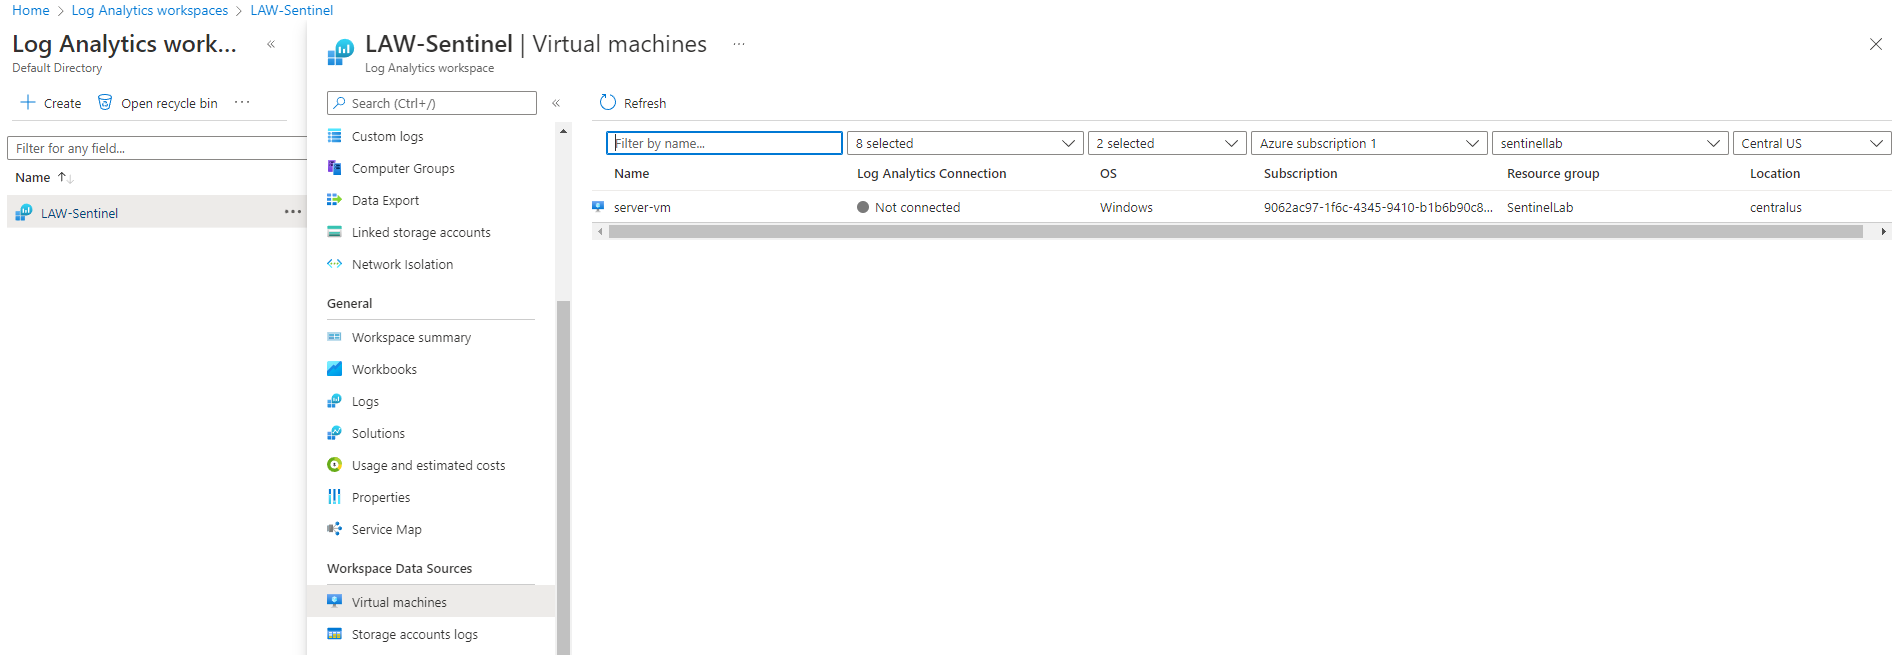 Home > Log Analytics workspaces > LAW-Sentinel
Log Analytics work... «
Default Directory
Create Open recycle bin ...
Filter for any field...
Name ↑↓
LAW-Sentinel ...
LAW-Sentinel | Virtual machines ...
Log Analytics workspace
Search (Ctrl+/) «
Custom logs
Computer Groups
Data Export
Linked storage accounts
Network Isolation
General
Workspace summary
Workbooks
Logs
Solutions
Usage and estimated costs
Properties
Service Map
Workspace Data Sources
Virtual machines
Storage accounts logs
Refresh
Filter by name... 8 selected 2 selected Azure subscription 1 sentinellab Central US
Name Log Analytics Connection OS Subscription Resource group Location
server-vm Not connected Windows 9062ac97-1f6c-4345-9410-b1b6b90c8... SentinelLab centralus